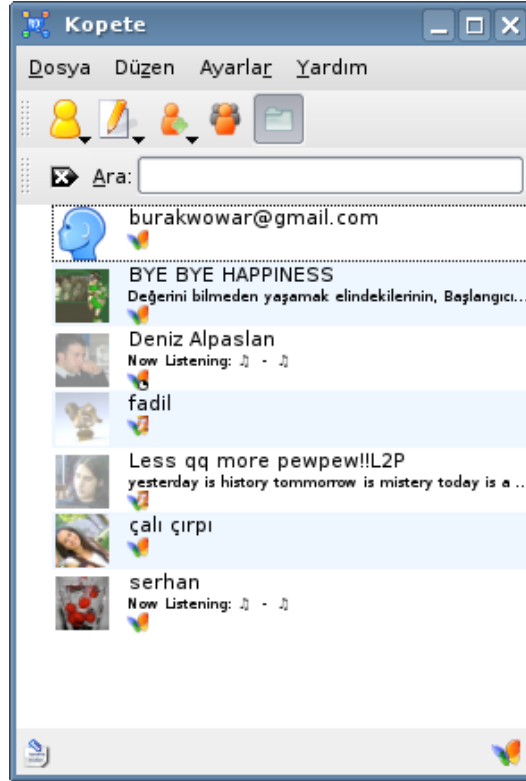 Kopete
Dosya Düzen Ayarlar Yardım
Ara:
burakwowar@gmail.com
BYE BYE HAPPINESS
Değerini bilmeden yaşamak elindekilerinin, Başlangıcı...
Deniz Alpaslan
Now Listening: ♫ - ♫
fadil
Less qq more pewpew!!L2P
yesterday is history tommorrow is mistery today is a ...
çalı çırpı
serhan
Now Listening: ♫ - ♫